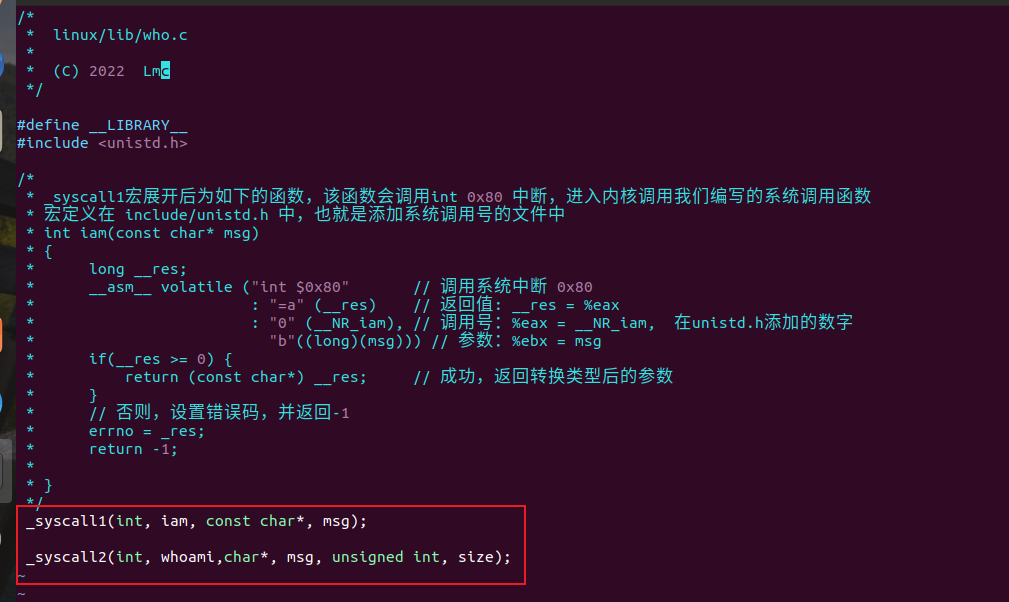 /*
 *  linux/lib/who.c
 *
 *  (C) 2022  Lmc
 */
#define __LIBRARY__
#include <unistd.h>
/*
 * _syscall1宏展开后为如下的函数，该函数会调用int 0x80 中断，进入内核调用我们编写的系统调用函数
 * 宏定义在 include/unistd.h 中，也就是添加系统调用号的文件中
 * int iam(const char* msg)
 * {
 *      long __res;
 *      __asm__ volatile ("int $0x80"       // 调用系统中断 0x80
 *                        : "=a" (__res)    // 返回值: __res = %eax
 *                        : "0" (__NR_iam), // 调用号：%eax = __NR_iam， 在unistd.h添加的数字
 *                          "b"((long)(msg))) // 参数：%ebx = msg
 *      if(__res >= 0) {
 *          return (const char*) __res;     // 成功，返回转换类型后的参数
 *      }
 *      // 否则，设置错误码，并返回-1
 *      errno = _res;
 *      return -1;
 *
 * }
 */
_syscall1(int, iam, const char*, msg);
_syscall2(int, whoami,char*, msg, unsigned int, size);
~
~